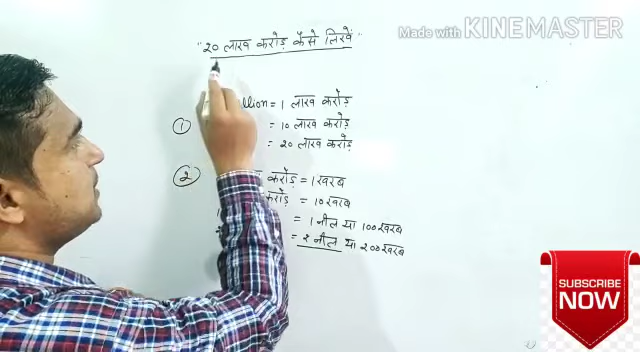 Made with KINEMASTER
"20 लाख करोड़ कैसे लिखें"
= 1 लाख करोड़
① = 10 लाख करोड़
= 20 लाख करोड़
② करोड़ = 1 खरब
करोड़ = 10 खरब
= 1 नील या 100 खरब
= 2 नील या 200 खरब
SUBSCRIBE
NOW